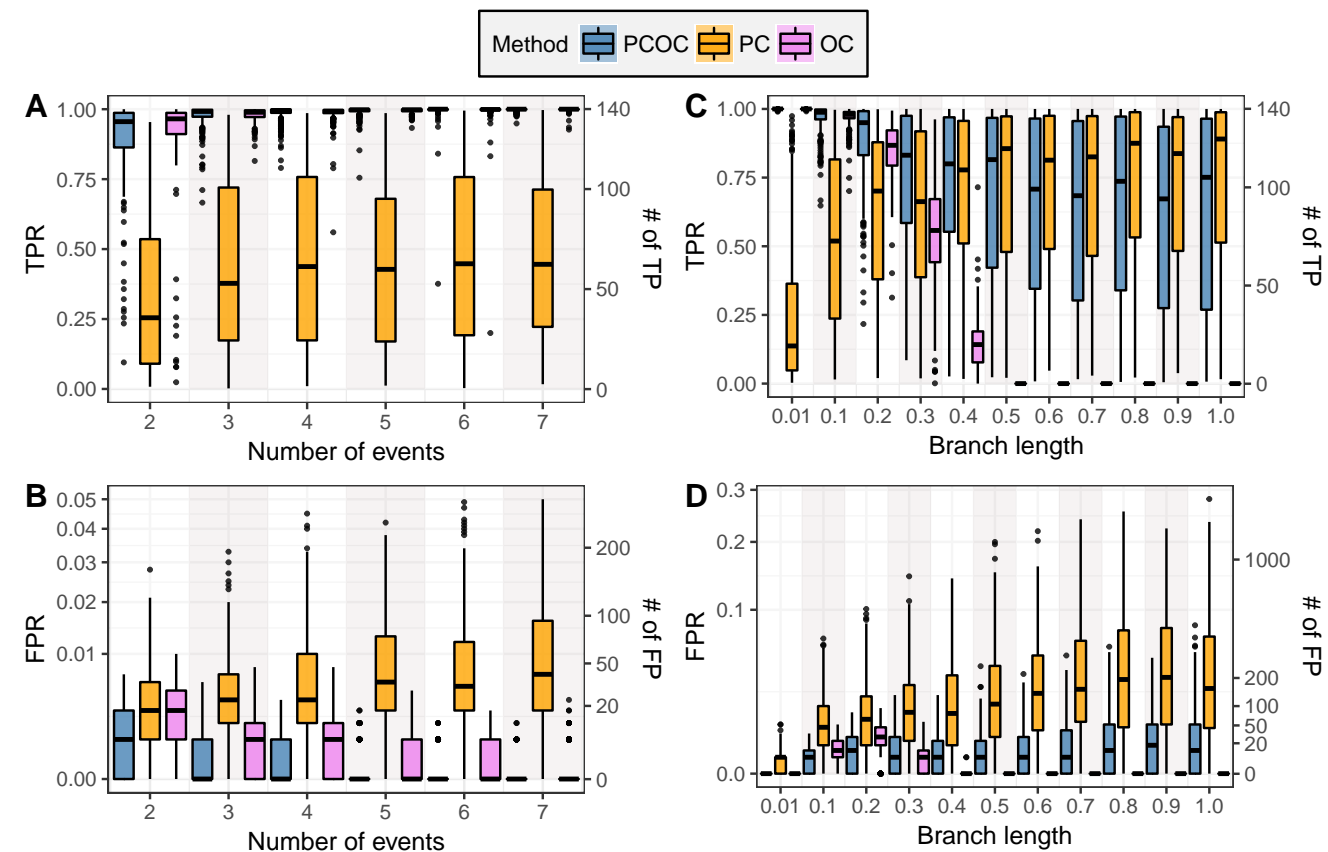 Method PCOC PC OC
A
1.00
0.75
0.50
0.25
0.00
TPR
140
100
50
0
# of TP
2 3 4 5 6 7
Number of events
C
1.00
0.75
0.50
0.25
0.00
TPR
140
100
50
0
# of TP
0.01 0.1 0.2 0.3 0.4 0.5 0.6 0.7 0.8 0.9 1.0
Branch length
B
0.05
0.04
0.03
0.02
0.01
0.00
FPR
200
100
50
20
0
# of FP
2 3 4 5 6 7
Number of events
D
0.3
0.2
0.1
0.0
FPR
1000
200
100
50
20
0
# of FP
0.01 0.1 0.2 0.3 0.4 0.5 0.6 0.7 0.8 0.9 1.0
Branch length